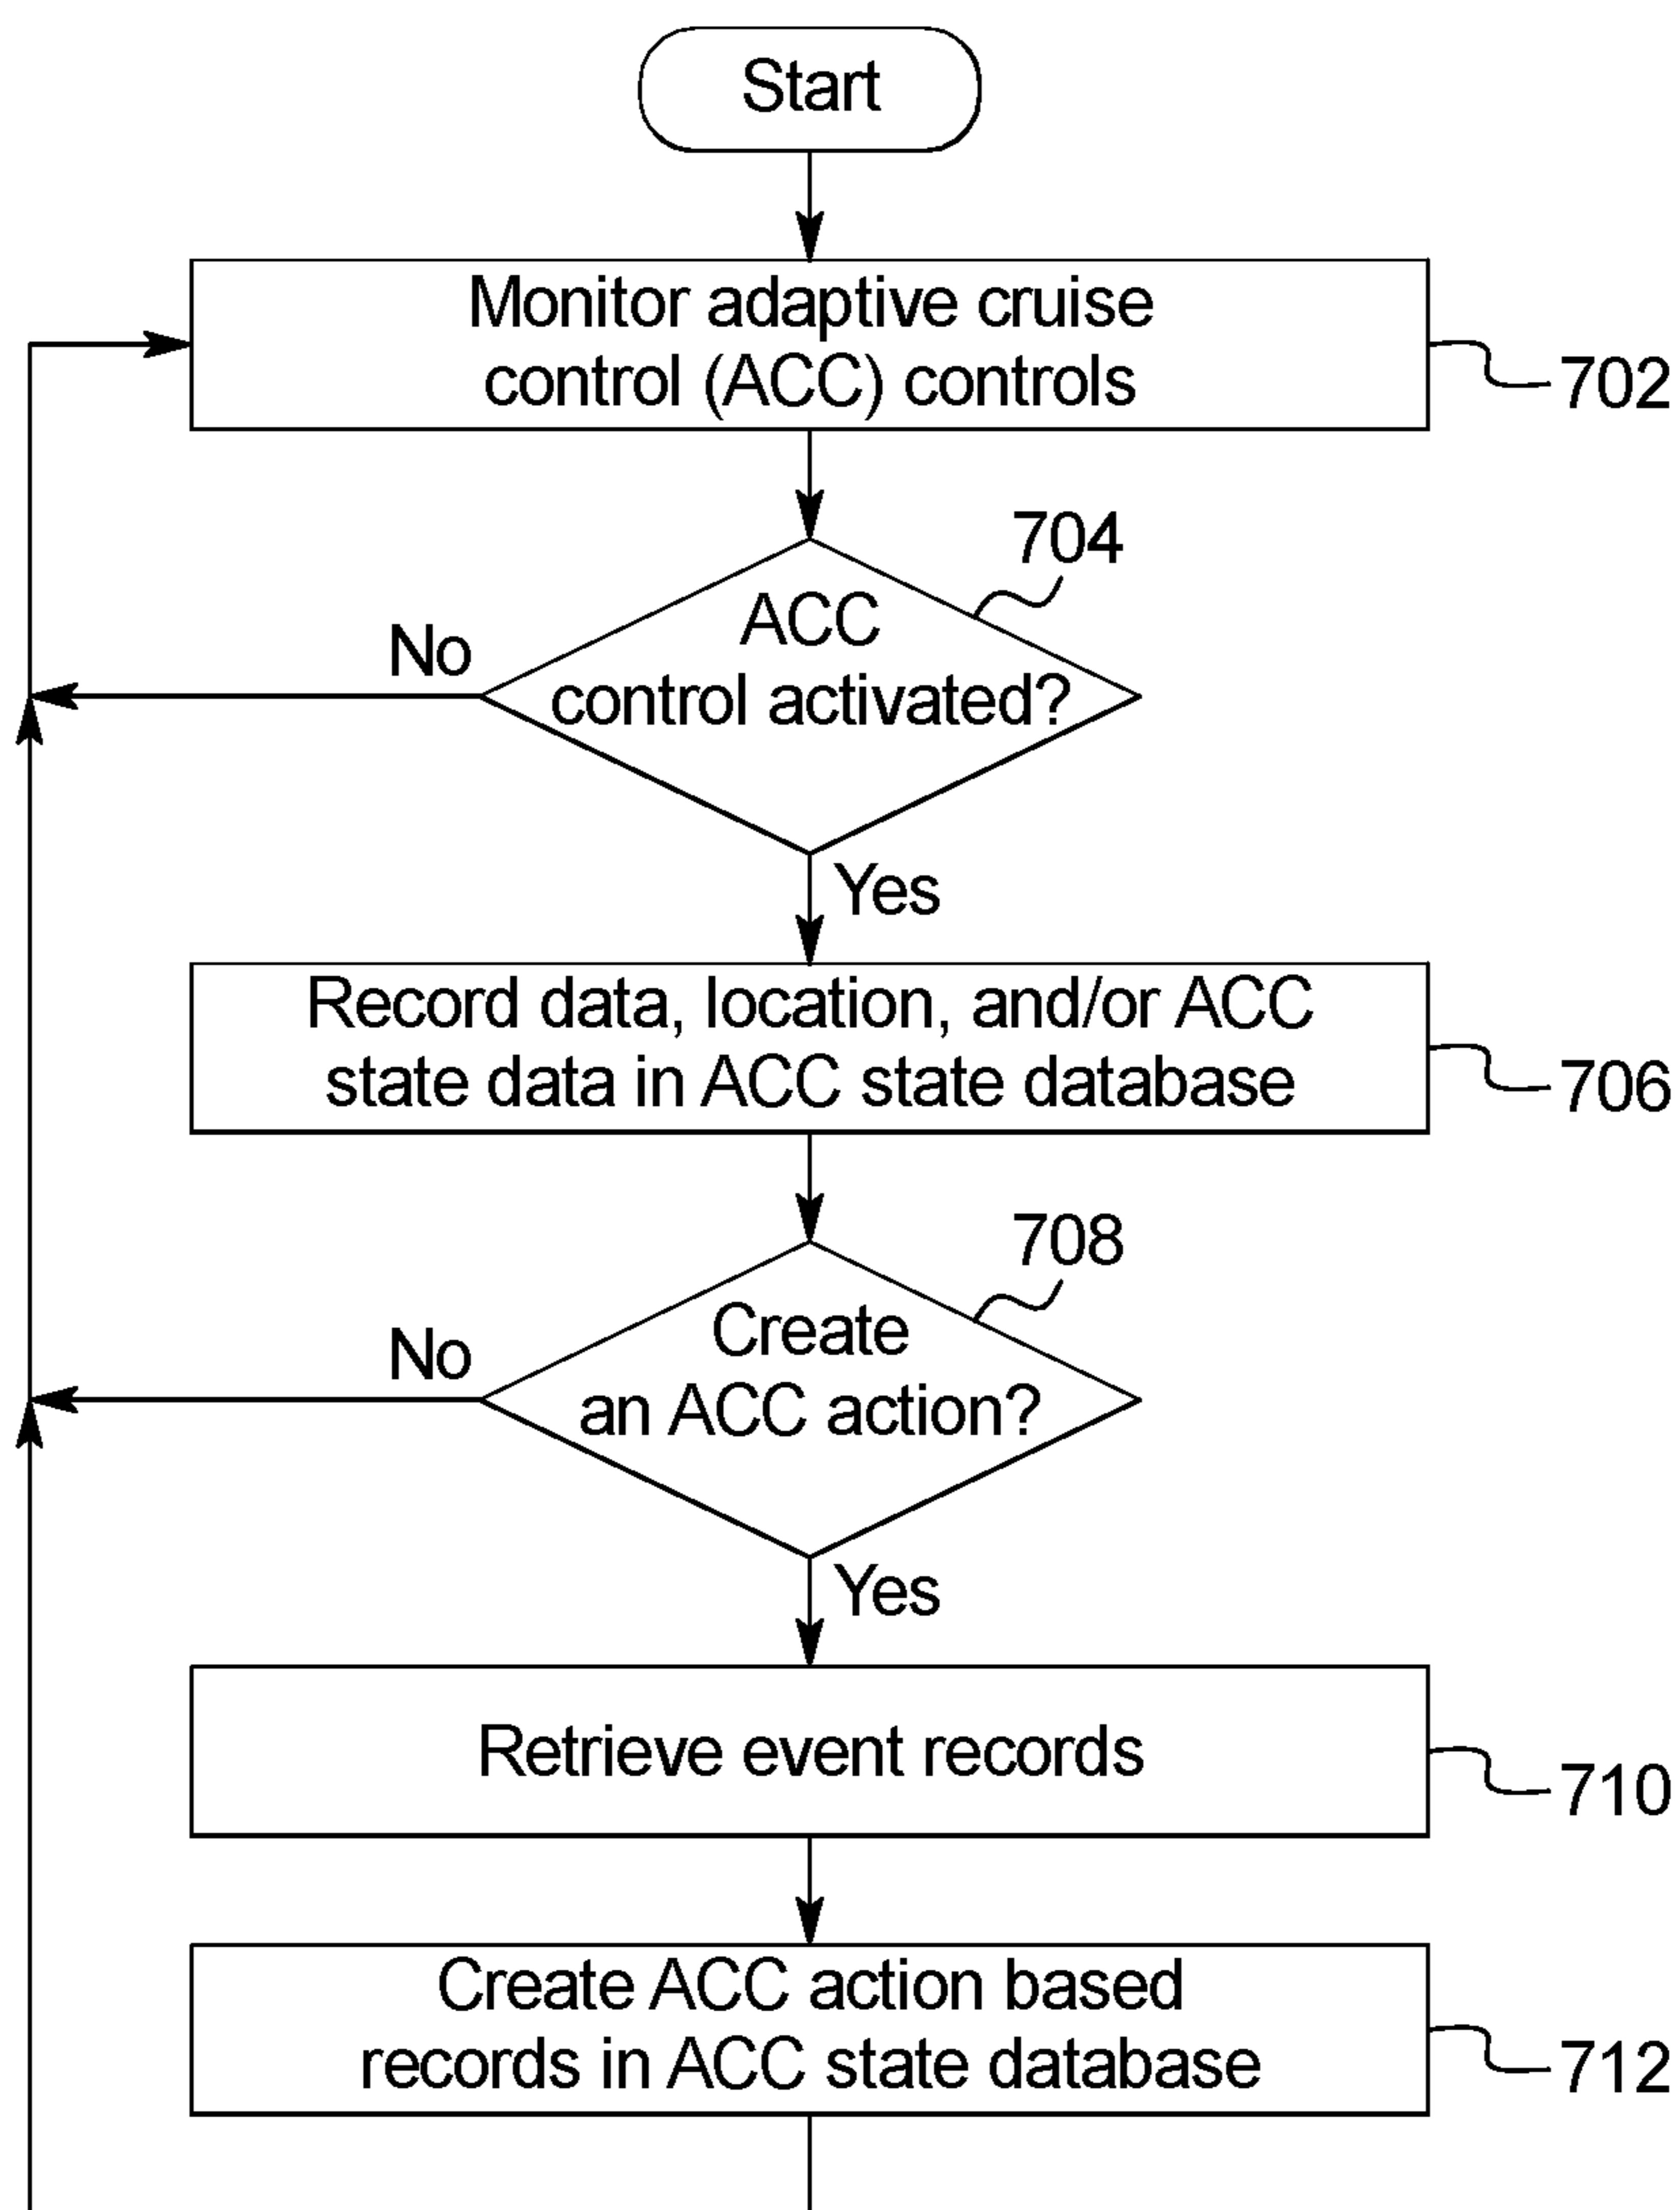 Start
Monitor adaptive cruise
control (ACC) controls
702
704
ACC
control activated?
No
Yes
Record data, location, and/or ACC
state data in ACC state database
706
708
Create
an ACC action?
No
Yes
Retrieve event records
710
Create ACC action based
records in ACC state database
712